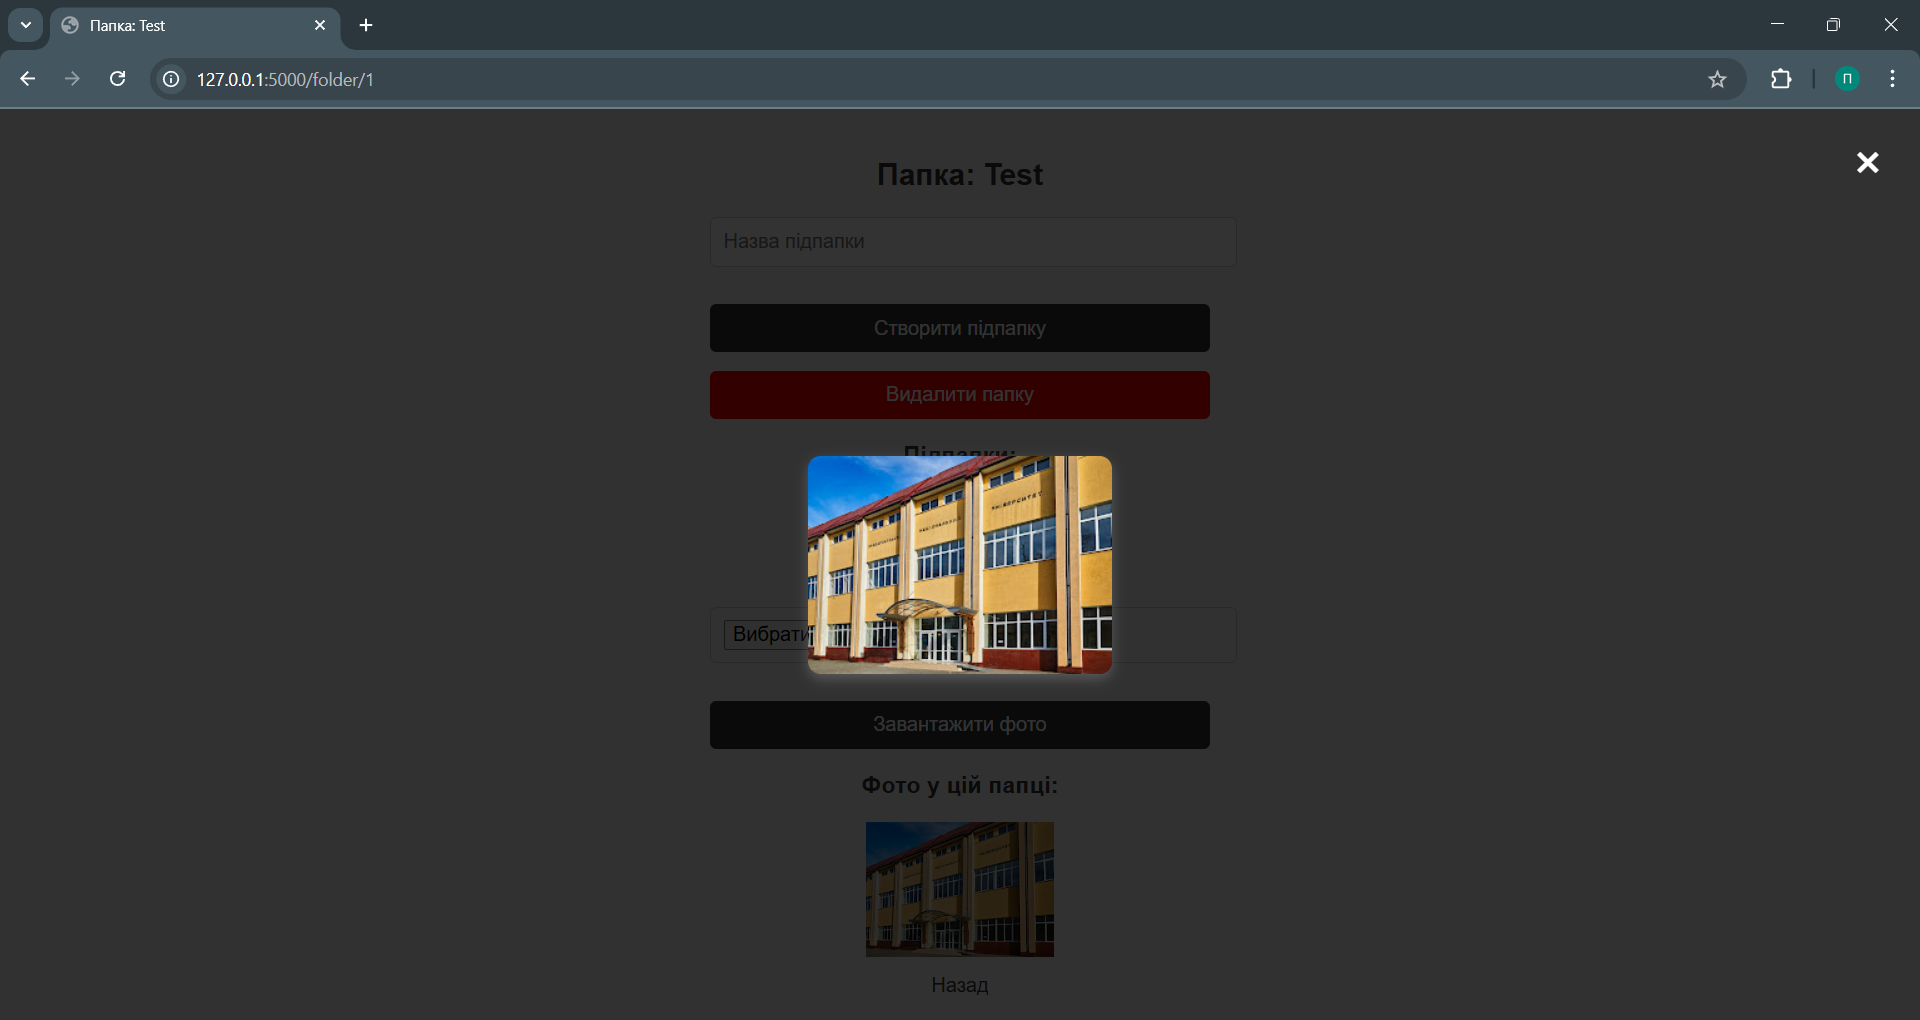 Папка: Test
127.0.0.1:5000/folder/1
П
Папка: Test
Назва підпапки
Створити підпапку
Видалити папку
Підпапки:
Вибрати
Завантажити фото
Фото у цій папці:
Назад